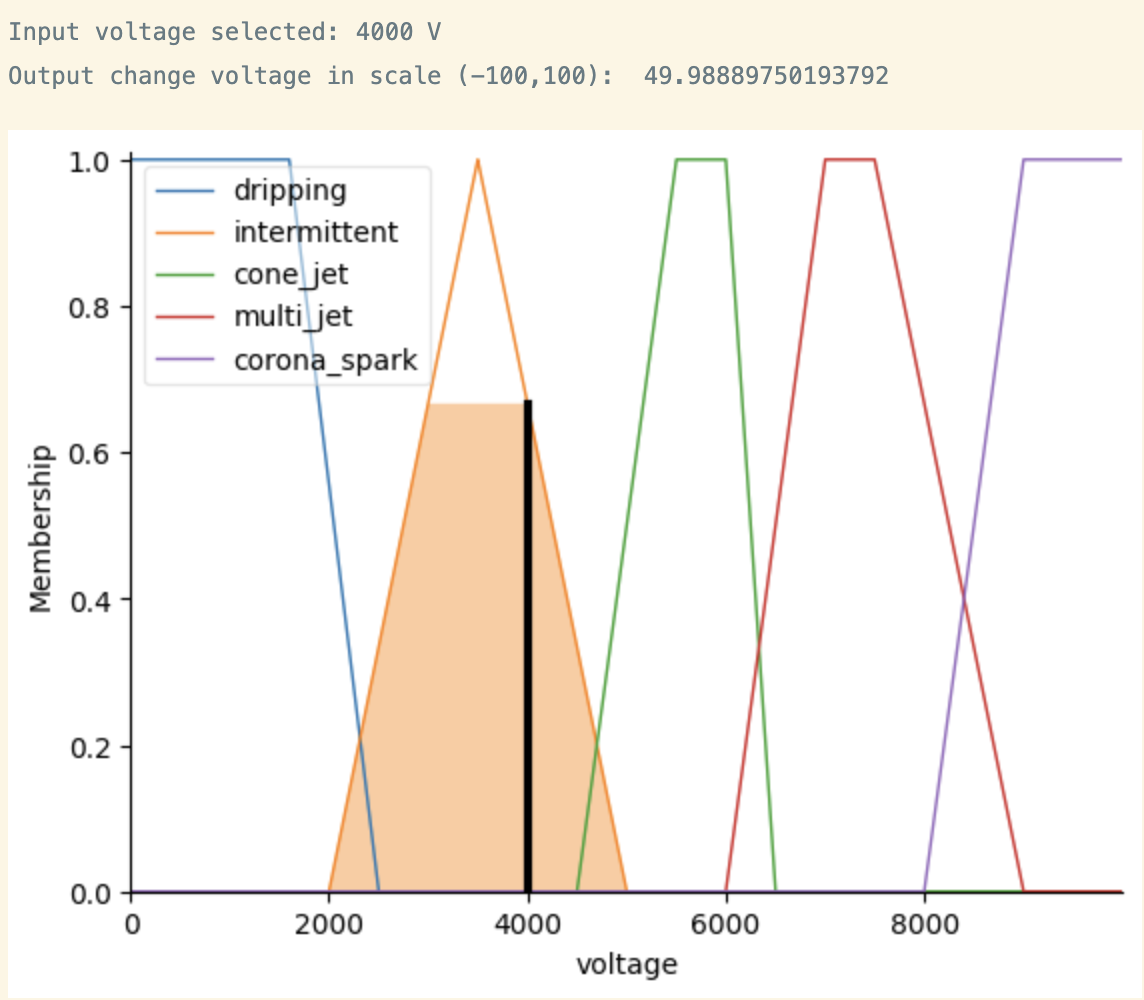 Input voltage selected: 4000 V
Output change voltage in scale (-100,100):  49.98889750193792
1.0
0.8
0.6
0.4
0.2
0.0
Membership
dripping
intermittent
cone_jet
multi_jet
corona_spark
0 2000 4000 6000 8000
voltage